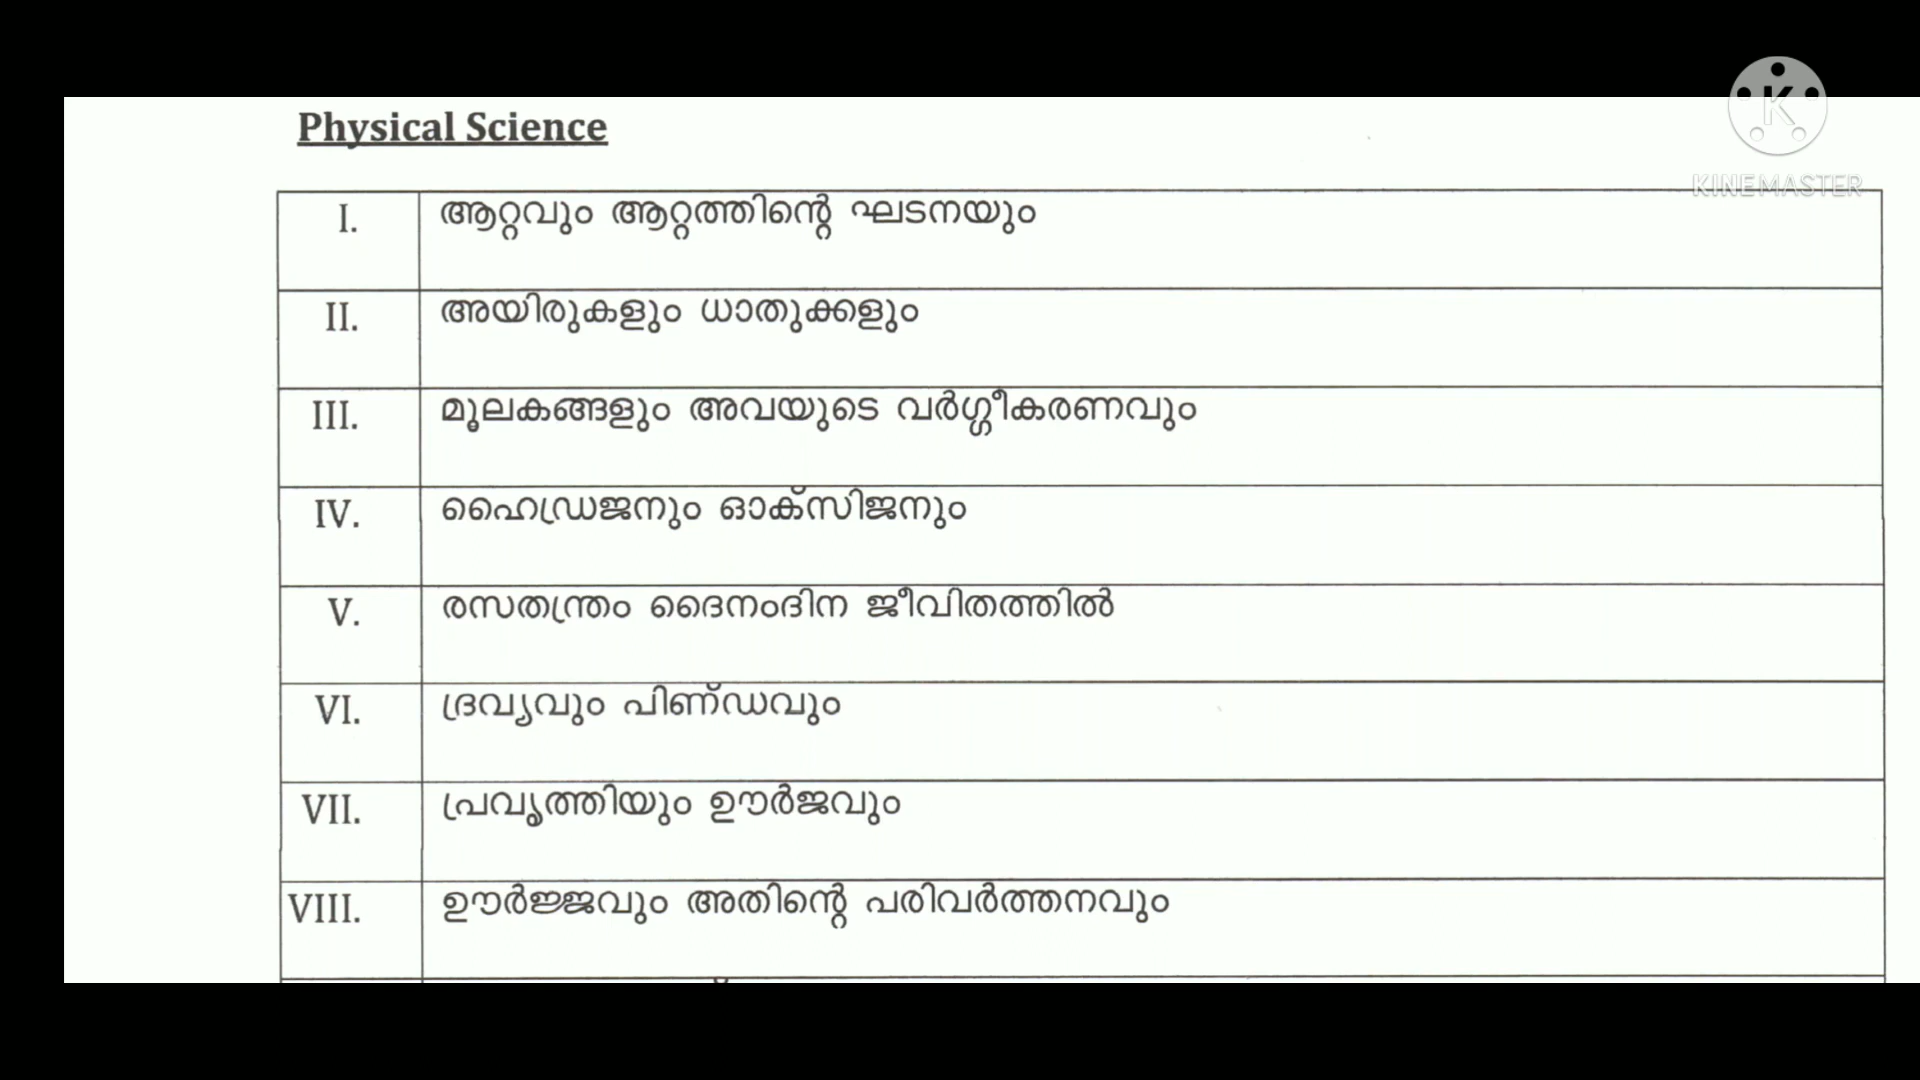 Physical Science
K
KINEMASTER
I. ആറ്റവും ആറ്റത്തിന്റെ ഘടനയും
II. അയിരുകളും ധാതുക്കളും
III. മൂലകങ്ങളും അവയുടെ വർഗ്ഗീകരണവും
IV. ഹൈഡ്രജനും ഓക്സിജനും
V. രസതന്ത്രം ദൈനംദിന ജീവിതത്തിൽ
VI. ദ്രവ്യവും പിണ്ഡവും
VII. പ്രവൃത്തിയും ഊർജവും
VIII. ഊർജ്ജവും അതിന്റെ പരിവർത്തനവും